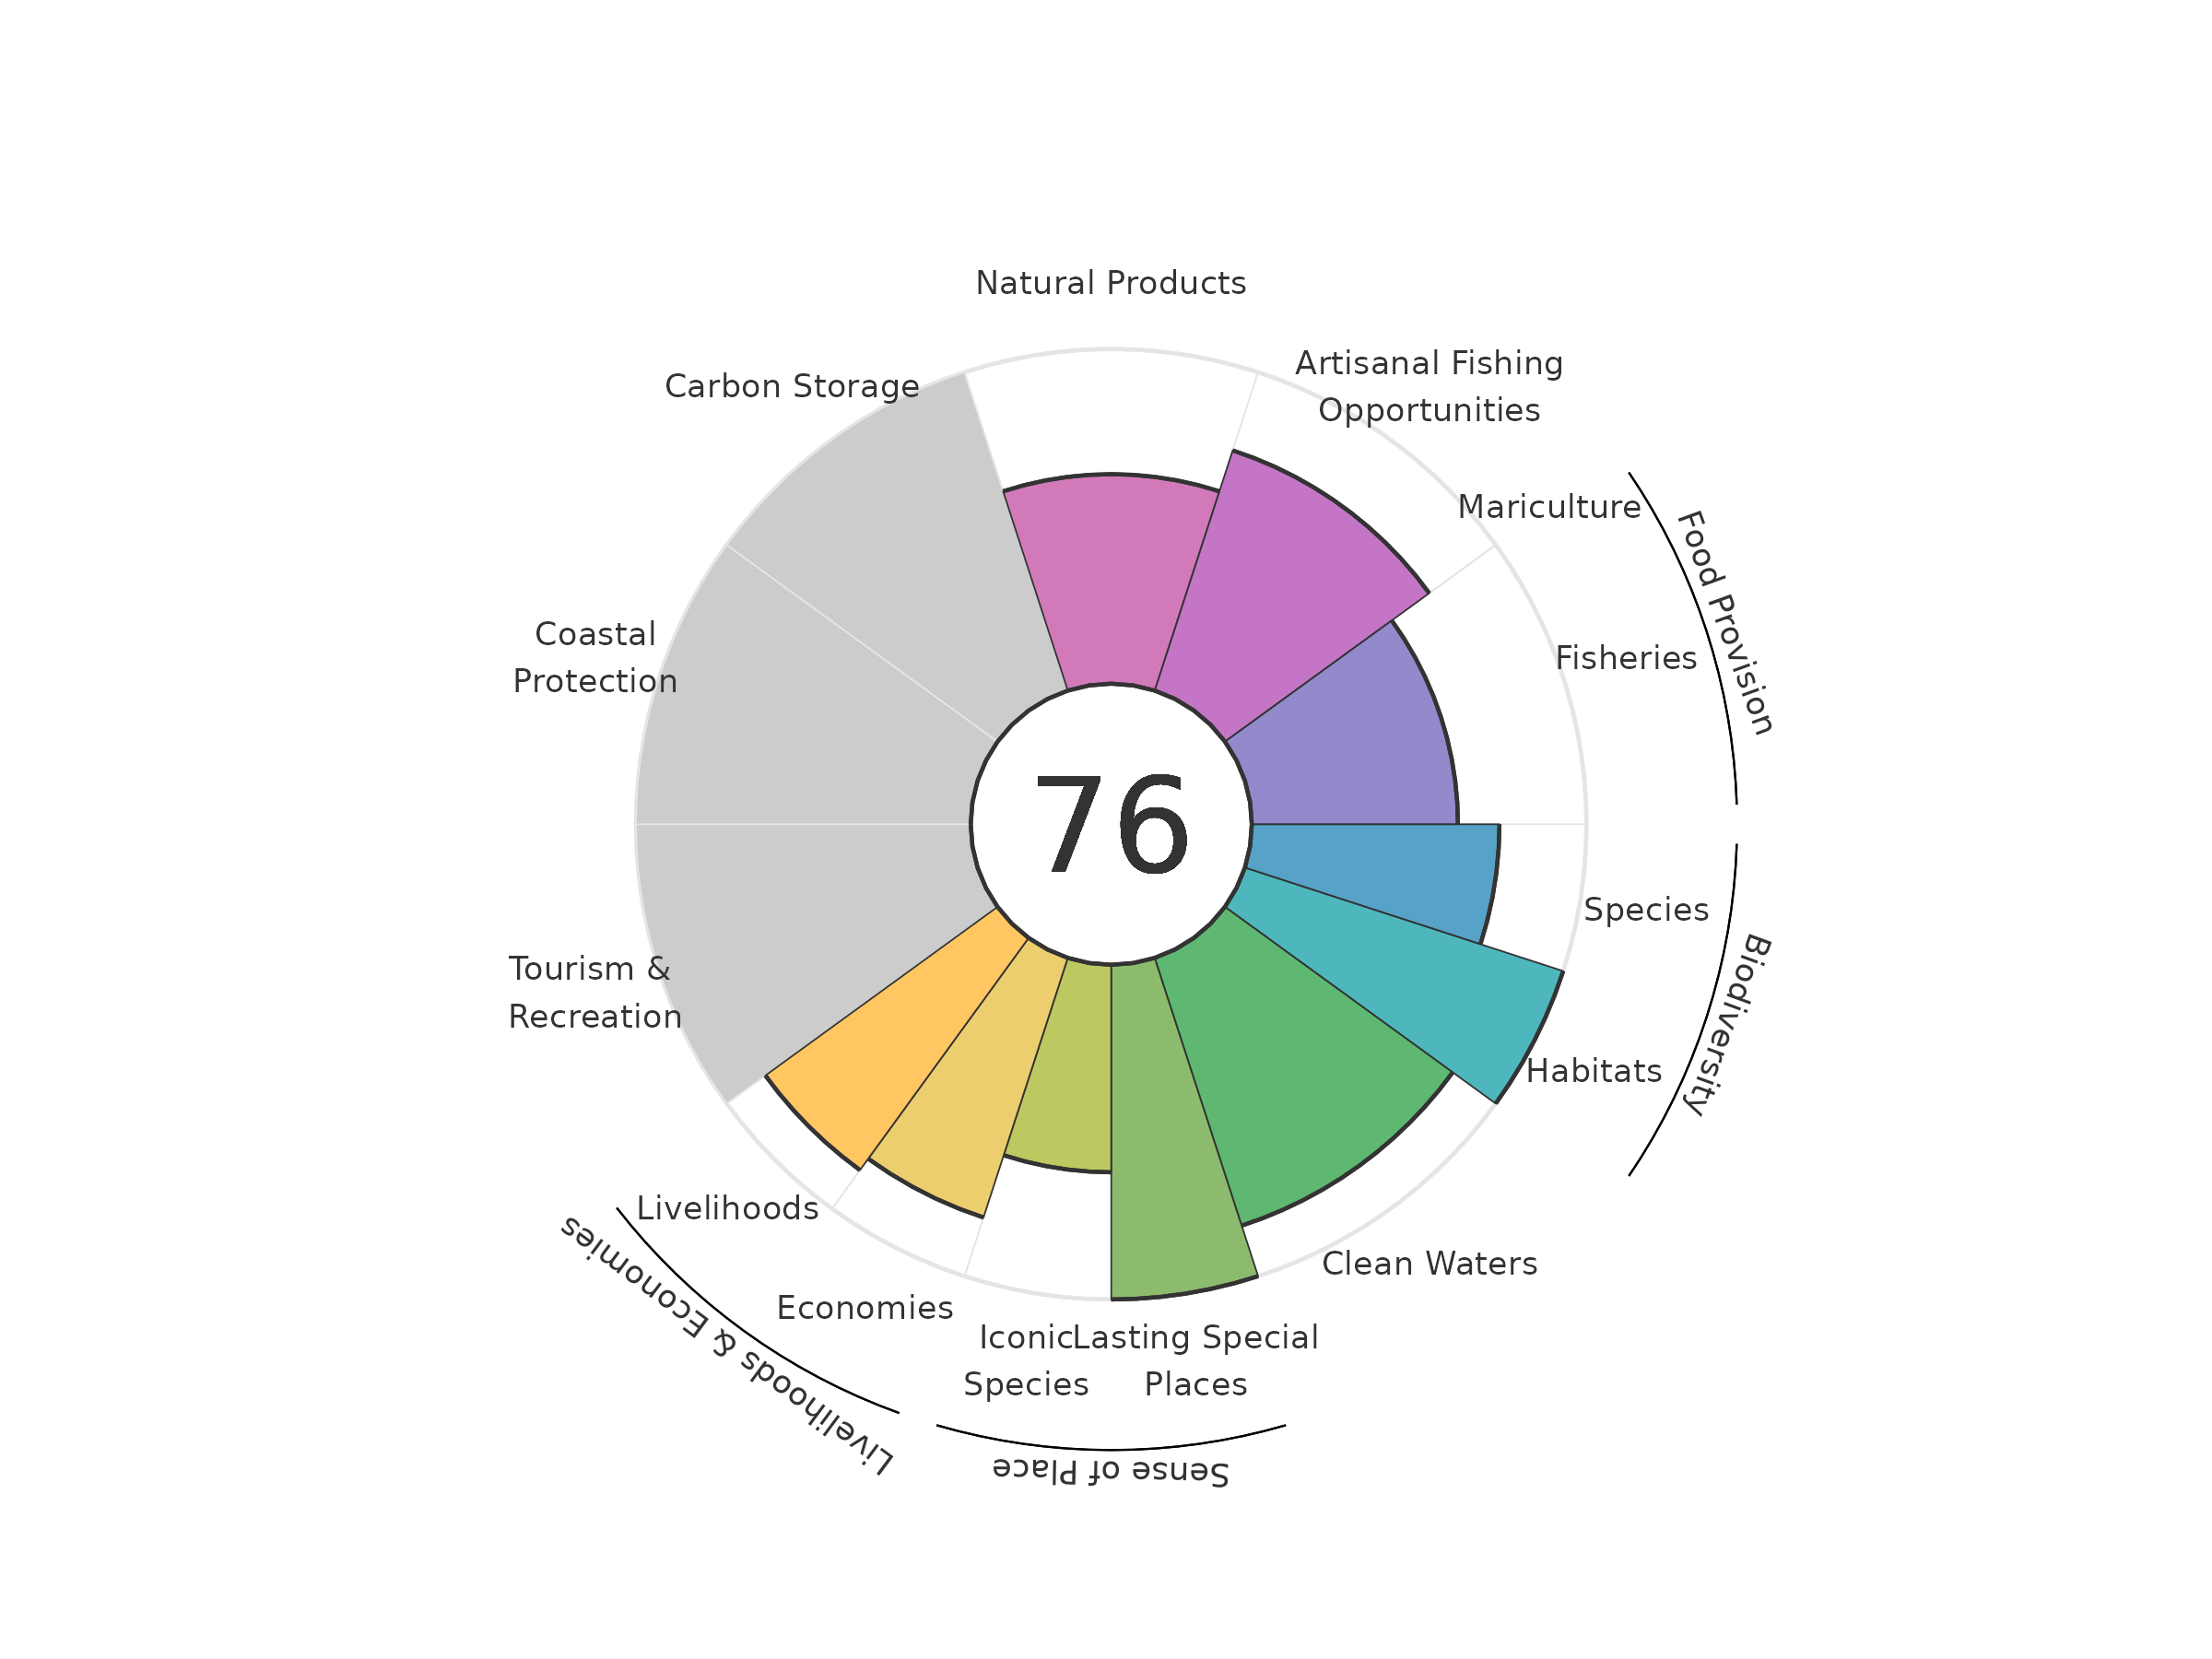 Natural Products
Artisanal Fishing
Opportunities
Carbon Storage
Mariculture
Food Provision
Fisheries
Coastal
Protection
76
Species
Biodiversity
Tourism &
Recreation
Habitats
Livelihoods
Livelihoods & Economies
Clean Waters
Economies
Iconic
Species
Lasting Special
Places
Sense of Place